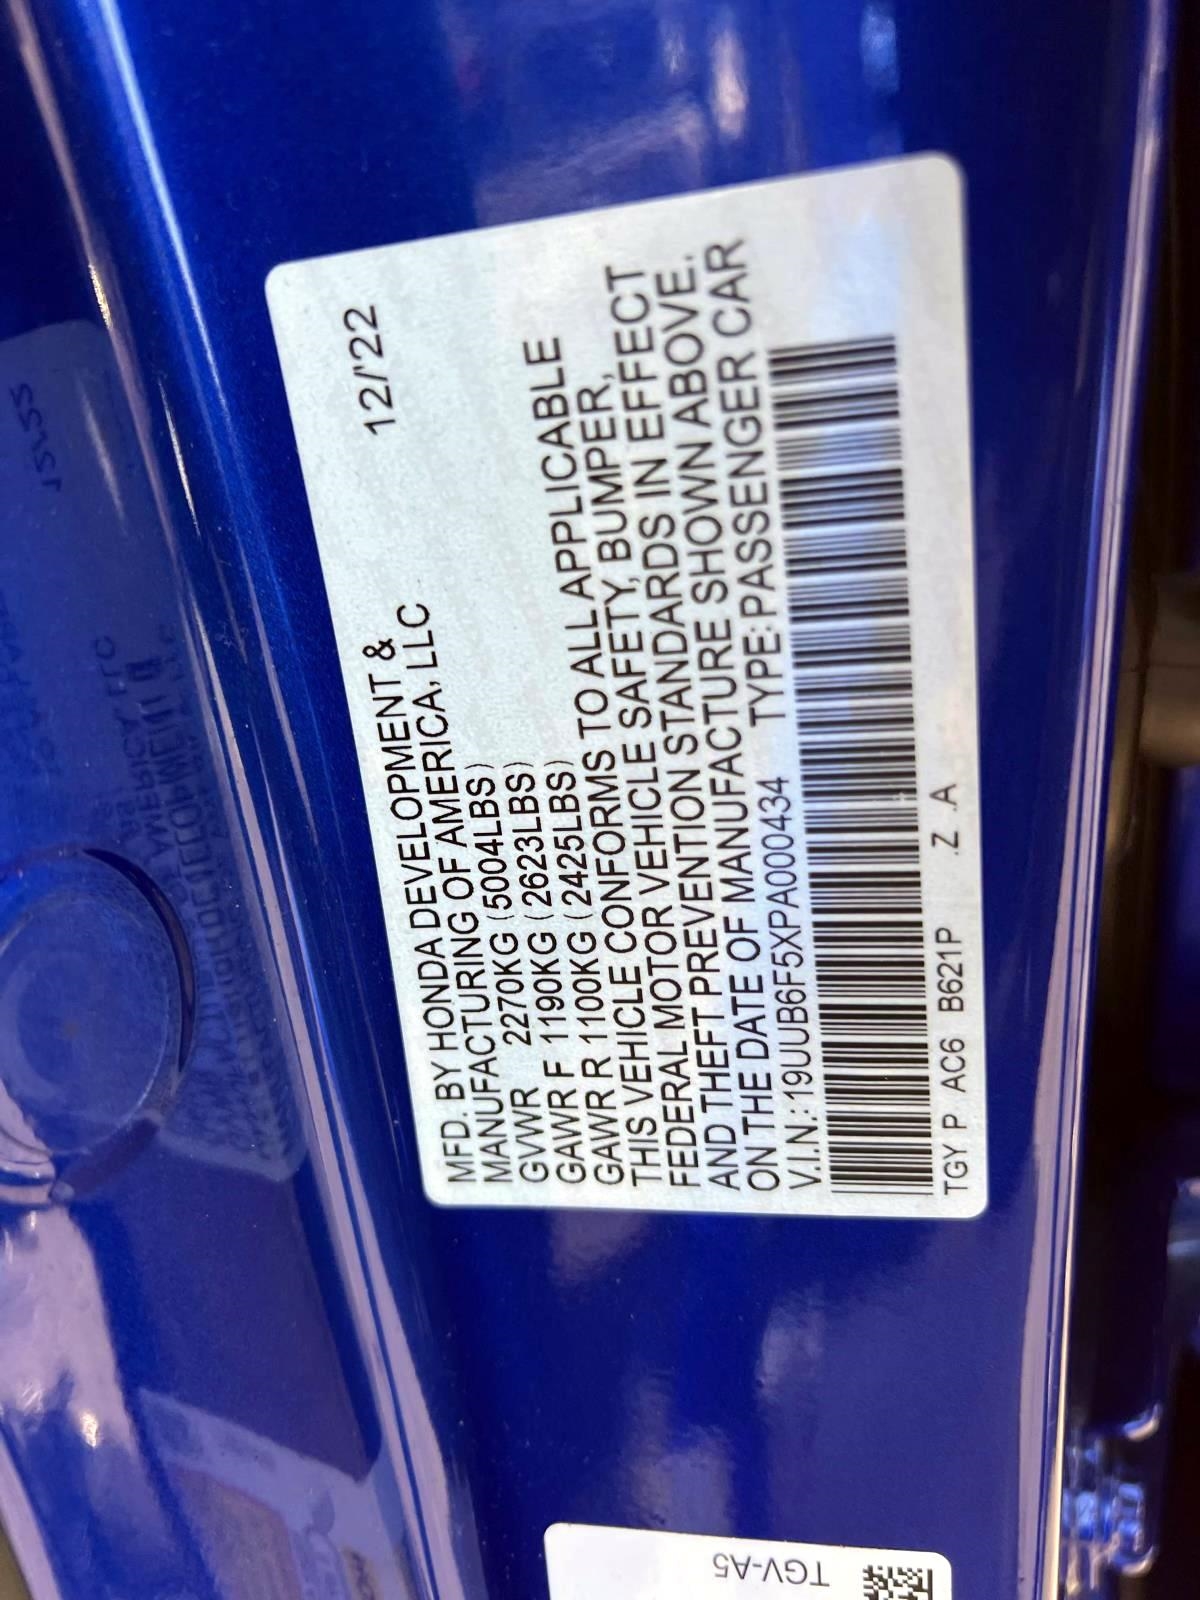 MFD. BY HONDA DEVELOPMENT &
MANUFACTURING OF AMERICA, LLC 12/'22
GVWR 2270KG (5004LBS)
GAWR F 1190KG (2623LBS)
GAWR R 1100KG (2425LBS)
THIS VEHICLE CONFORMS TO ALL APPLICABLE
FEDERAL MOTOR VEHICLE SAFETY, BUMPER,
AND THEFT PREVENTION STANDARDS IN EFFECT
ON THE DATE OF MANUFACTURE SHOWN ABOVE.
V.I.N.: 19UUB6F5XPA000434 TYPE: PASSENGER CAR
TGY P AC6 B621P .Z .A
TGV-A5